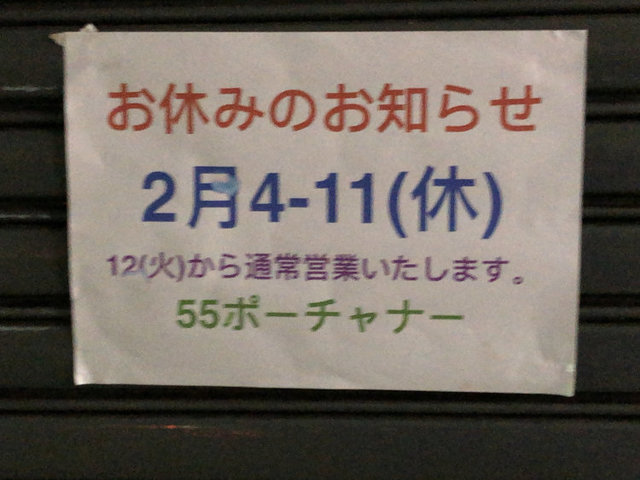 お休みのお知らせ
2月4-11(休)
12(火)から通常営業いたします。
55ポーチャナー